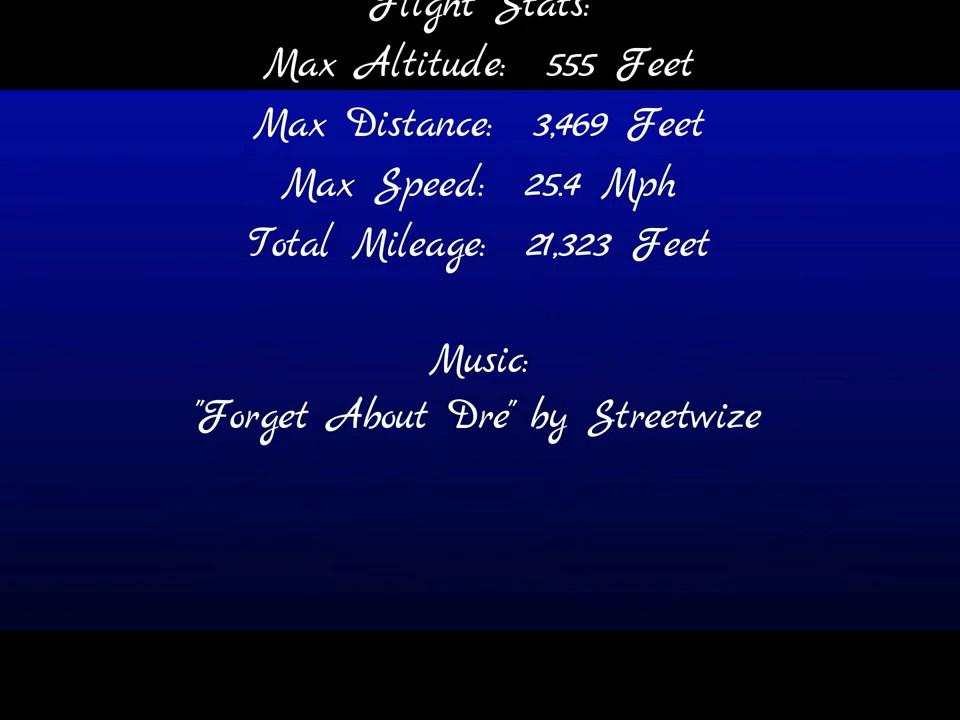 Flight Stats:
Max Altitude: 555 Feet
Max Distance: 3,469 Feet
Max Speed: 25.4 Mph
Total Mileage: 21,323 Feet
Music:
"Forget About Dre" by Streetwize